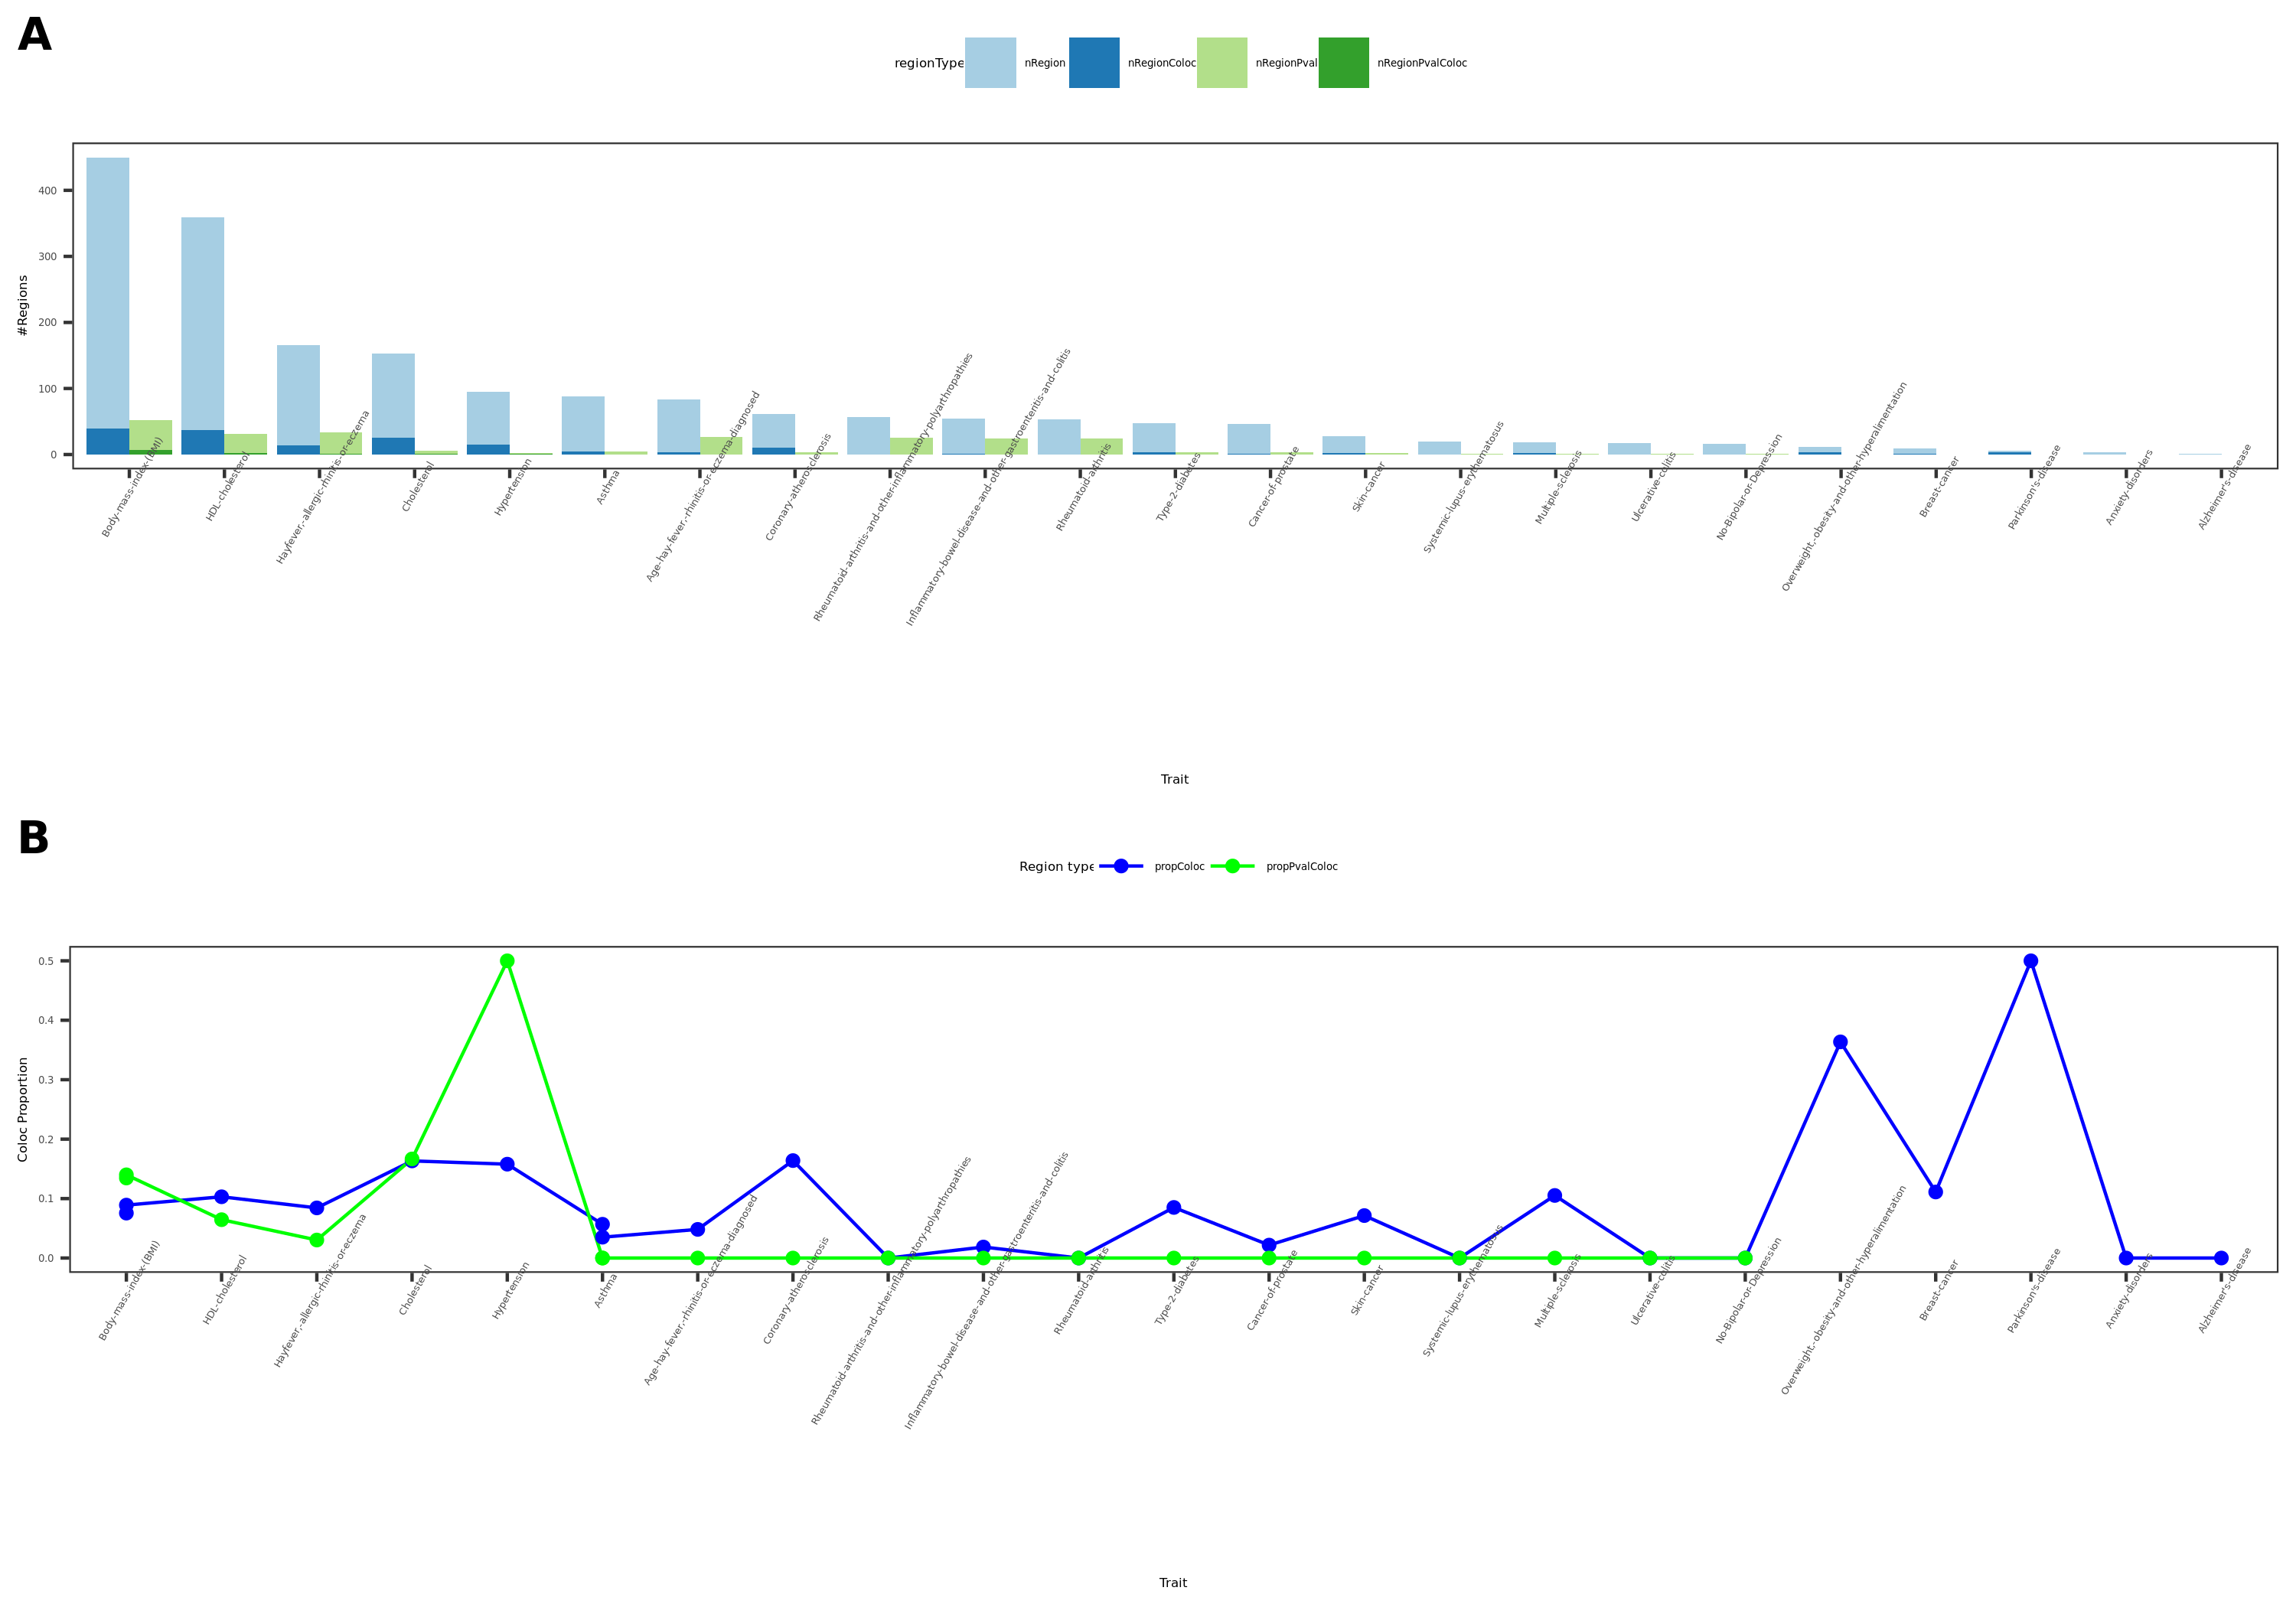 A
regionType nRegion nRegionColoc nRegionPval nRegionPvalColoc
#Regions
400
300
200
100
0
Body-mass-index-(BMI)
HDL-cholesterol
Hayfever,-allergic-rhinitis-or-eczema
Cholesterol
Hypertension
Asthma
Age-hay-fever,-rhinitis-or-eczema-diagnosed
Coronary-atherosclerosis
Rheumatoid-arthritis-and-other-inflammatory-polyarthropathies
Inflammatory-bowel-disease-and-other-gastroenteritis-and-colitis
Rheumatoid-arthritis
Type-2-diabetes
Cancer-of-prostate
Skin-cancer
Systemic-lupus-erythematosus
Multiple-sclerosis
Ulcerative-colitis
No-Bipolar-or-Depression
Overweight,-obesity-and-other-hyperalimentation
Breast-cancer
Parkinson's-disease
Anxiety-disorders
Alzheimer's-disease
Trait
B
Region type propColoc propPvalColoc
Coloc Proportion
0.5
0.4
0.3
0.2
0.1
0.0
Body-mass-index-(BMI)
HDL-cholesterol
Hayfever,-allergic-rhinitis-or-eczema
Cholesterol
Hypertension
Asthma
Age-hay-fever,-rhinitis-or-eczema-diagnosed
Coronary-atherosclerosis
Rheumatoid-arthritis-and-other-inflammatory-polyarthropathies
Inflammatory-bowel-disease-and-other-gastroenteritis-and-colitis
Rheumatoid-arthritis
Type-2-diabetes
Cancer-of-prostate
Skin-cancer
Systemic-lupus-erythematosus
Multiple-sclerosis
Ulcerative-colitis
No-Bipolar-or-Depression
Overweight,-obesity-and-other-hyperalimentation
Breast-cancer
Parkinson's-disease
Anxiety-disorders
Alzheimer's-disease
Trait